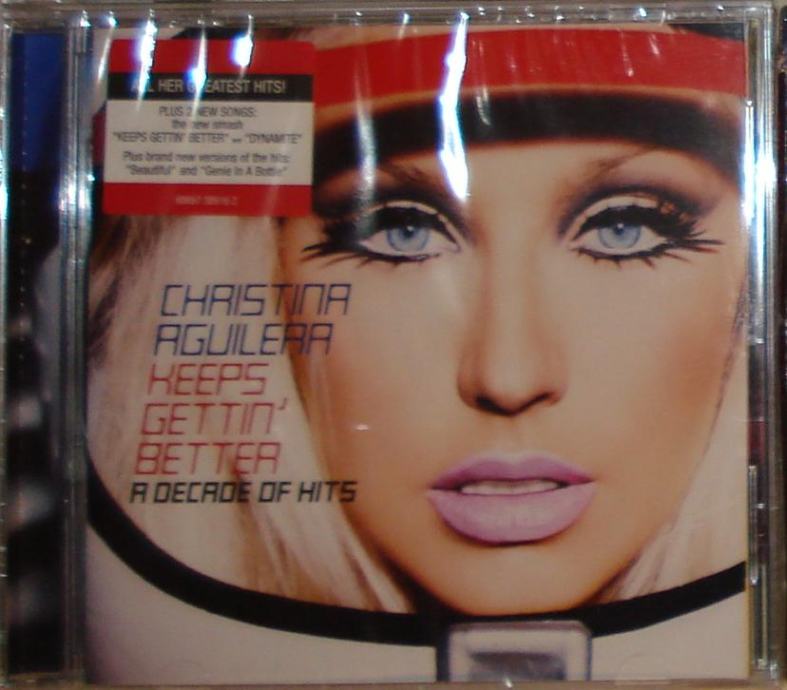 ALL HER GREATEST HITS!
PLUS 2 NEW SONGS:
the new smash
"KEEPS GETTIN' BETTER" and "DYNAMITE"
Plus brand new versions of the hits:
"Beautiful" and "Genie In A Bottle"
CHRISTINA
AGUILERA
KEEPS
GETTIN'
BETTER
A DECADE OF HITS